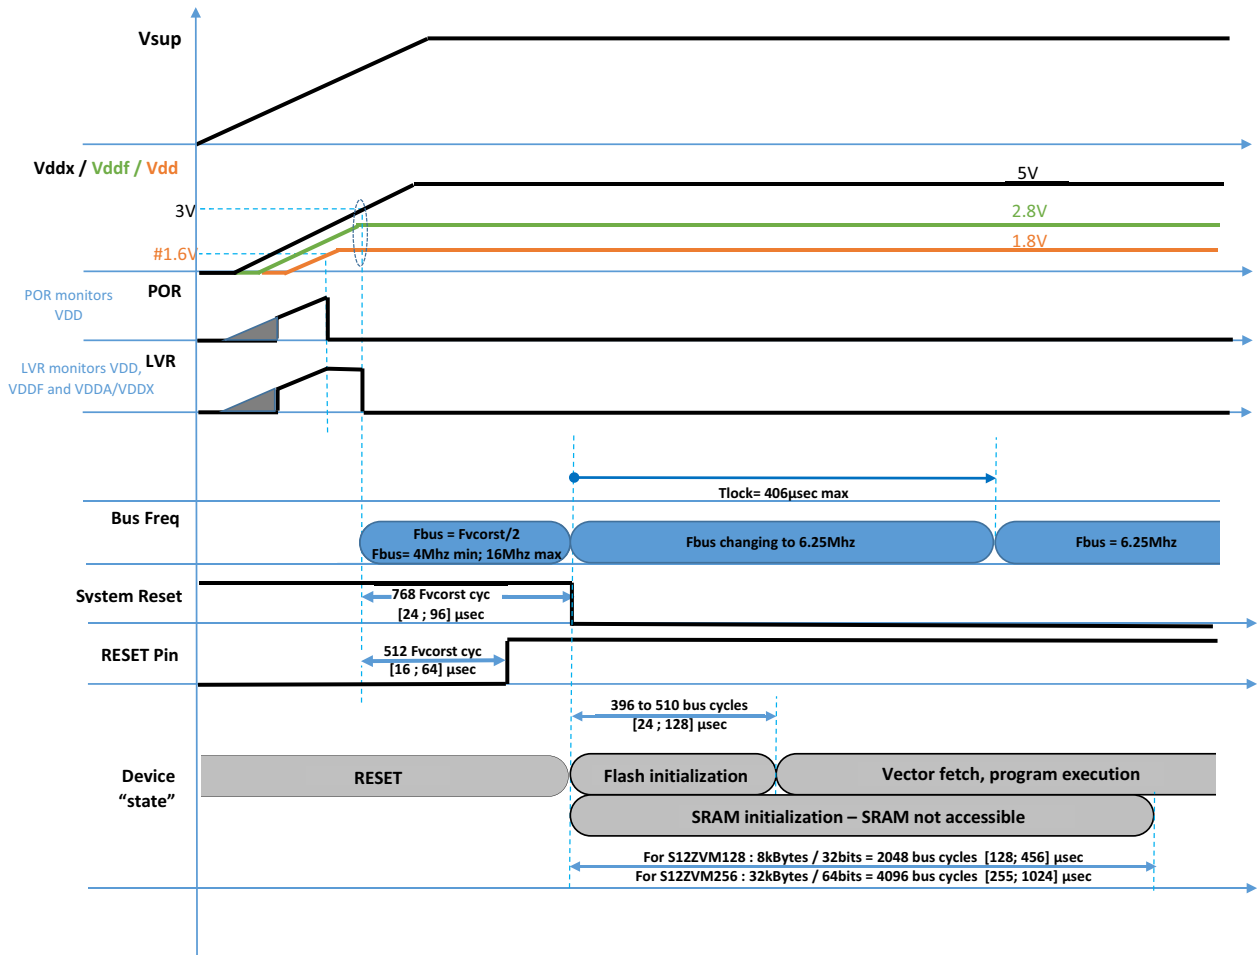 Vsup
Vddx / Vddf / Vdd
5V
3V
2.8V
#1.6V
1.8V
POR
POR monitors
VDD
LVR
LVR monitors VDD,
VDDF and VDDA/VDDX
Tlock= 406µsec max
Bus Freq
Fbus = Fvcorst/2
Fbus= 4Mhz min; 16Mhz max
Fbus changing to 6.25Mhz
Fbus = 6.25Mhz
System Reset
768 Fvcorst cyc
[24 ; 96] µsec
RESET Pin
512 Fvcorst cyc
[16 ; 64] µsec
396 to 510 bus cycles
[24 ; 128] µsec
Device
“state”
RESET
Flash initialization
Vector fetch, program execution
SRAM initialization – SRAM not accessible
For S12ZVM128 : 8kBytes / 32bits = 2048 bus cycles [128; 456] µsec
For S12ZVM256 : 32kBytes / 64bits = 4096 bus cycles [255; 1024] µsec